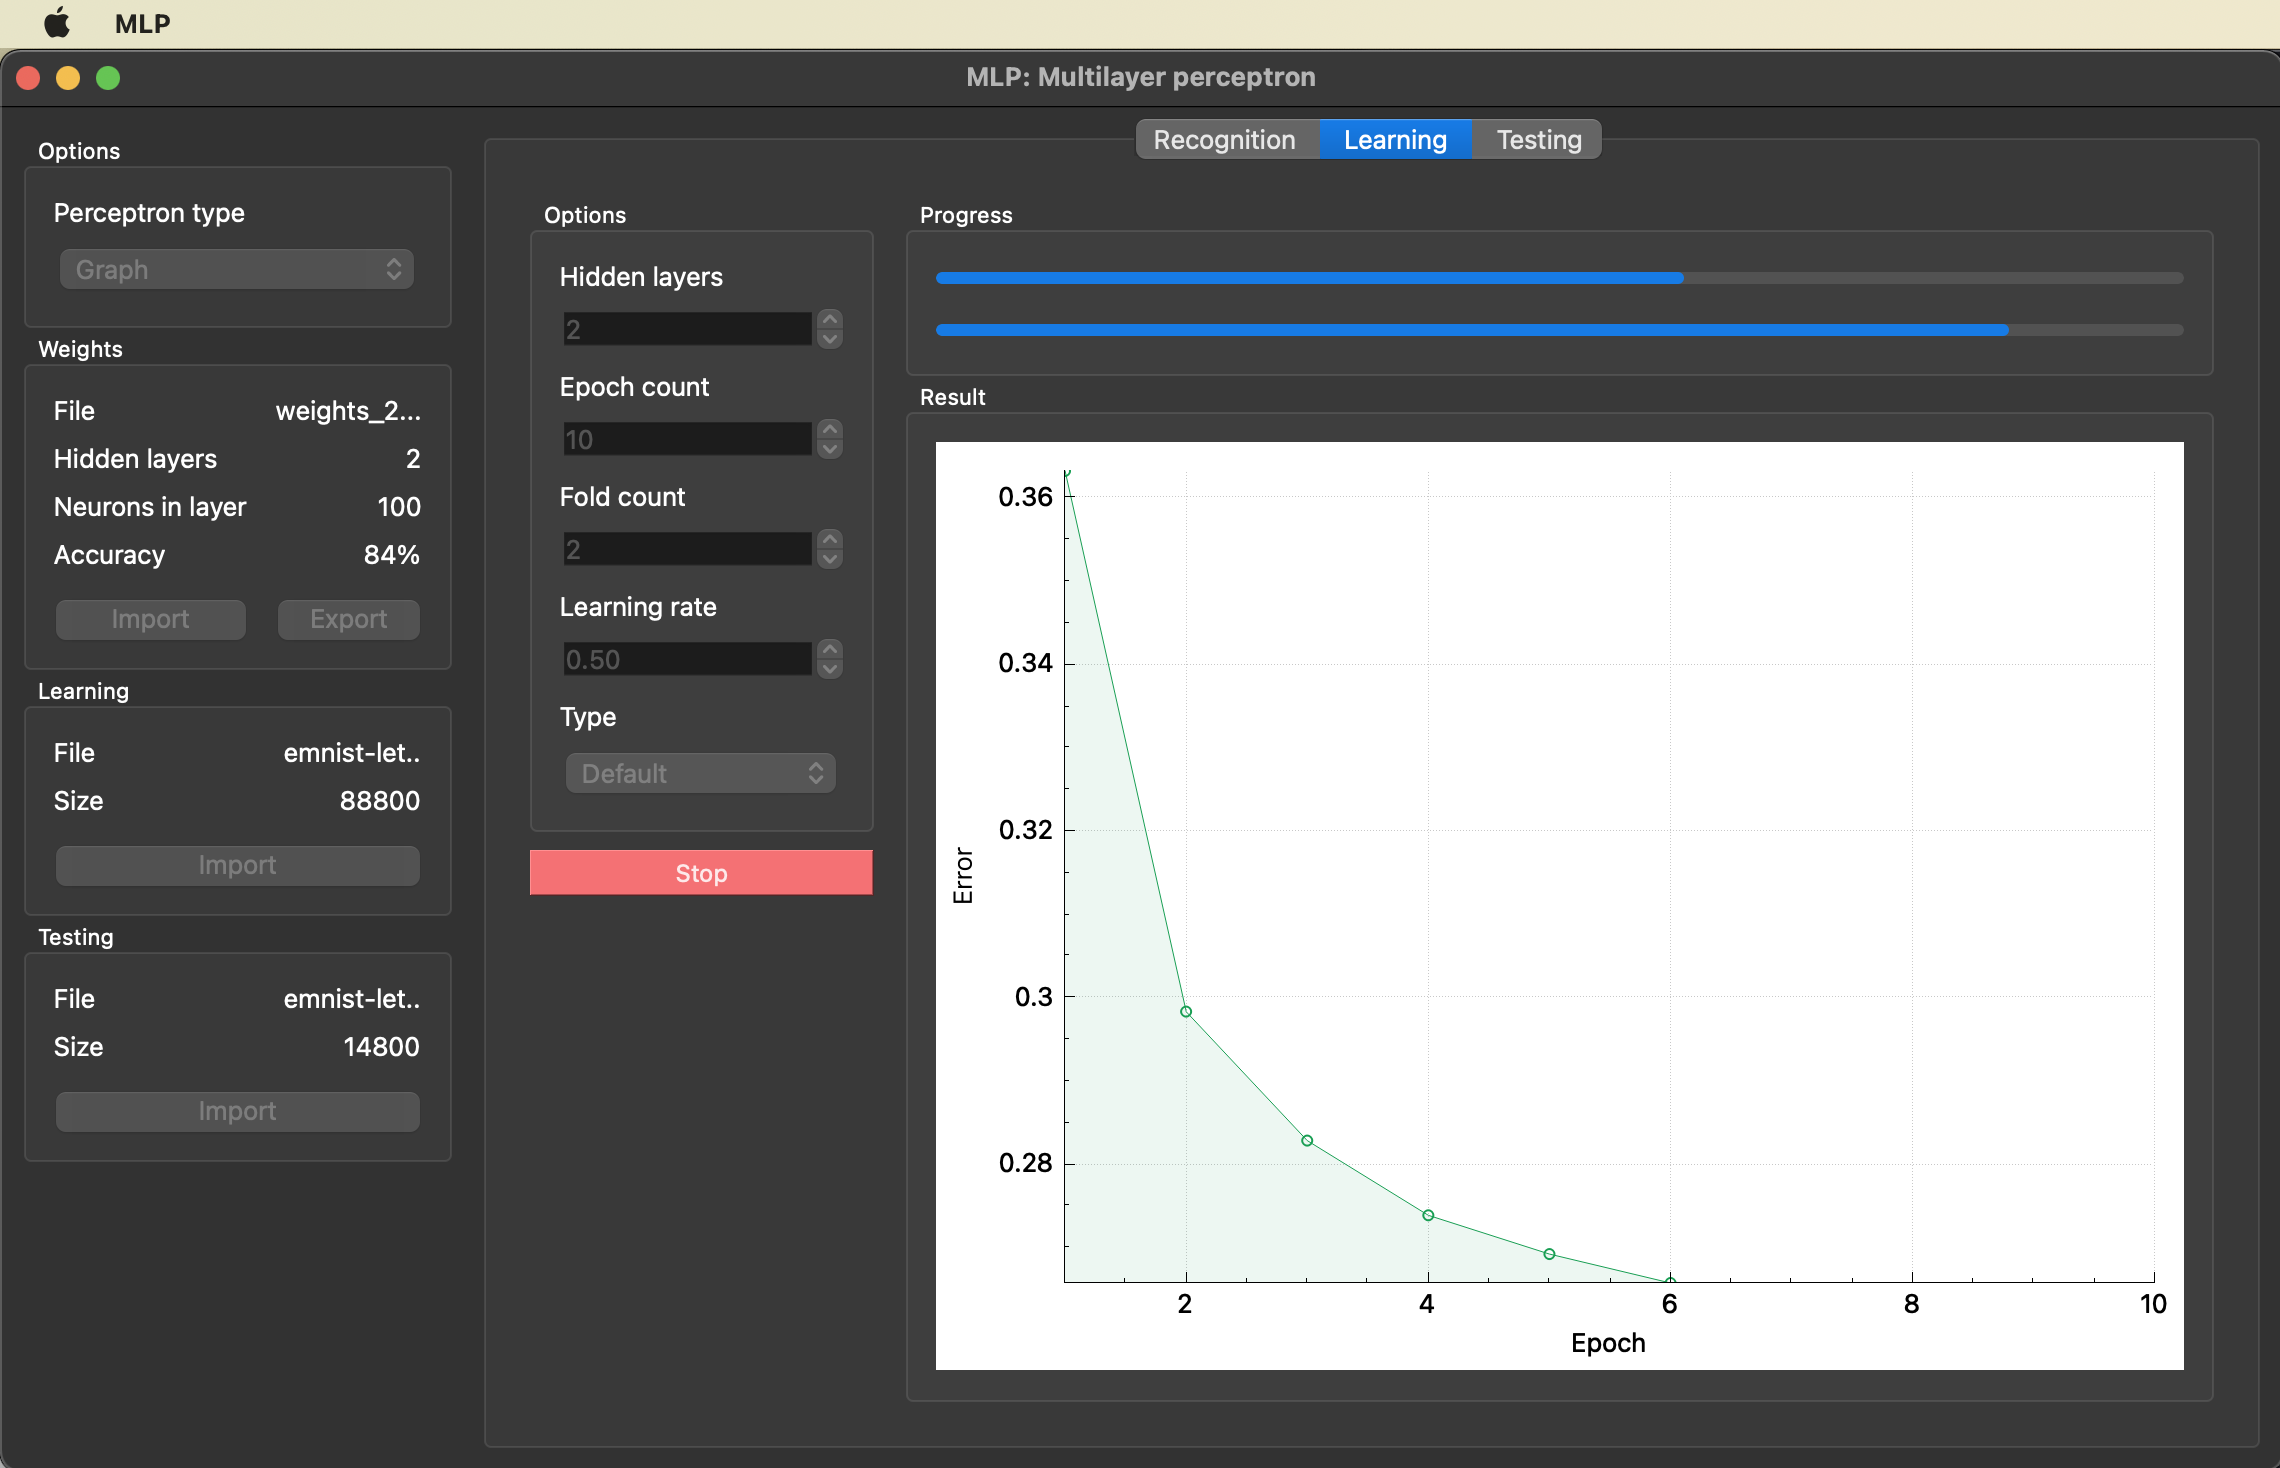 MLP
MLP: Multilayer perceptron
Recognition Learning Testing
Options
Perceptron type
Graph
Weights
File weights_2...
Hidden layers 2
Neurons in layer 100
Accuracy 84%
Import Export
Learning
File emnist-let..
Size 88800
Import
Testing
File emnist-let..
Size 14800
Import
Options
Hidden layers
2
Epoch count
10
Fold count
2
Learning rate
0.50
Type
Default
Stop
Progress
Result
0.36
0.34
0.32
0.3
0.28
Error
2 4 6 8 10
Epoch